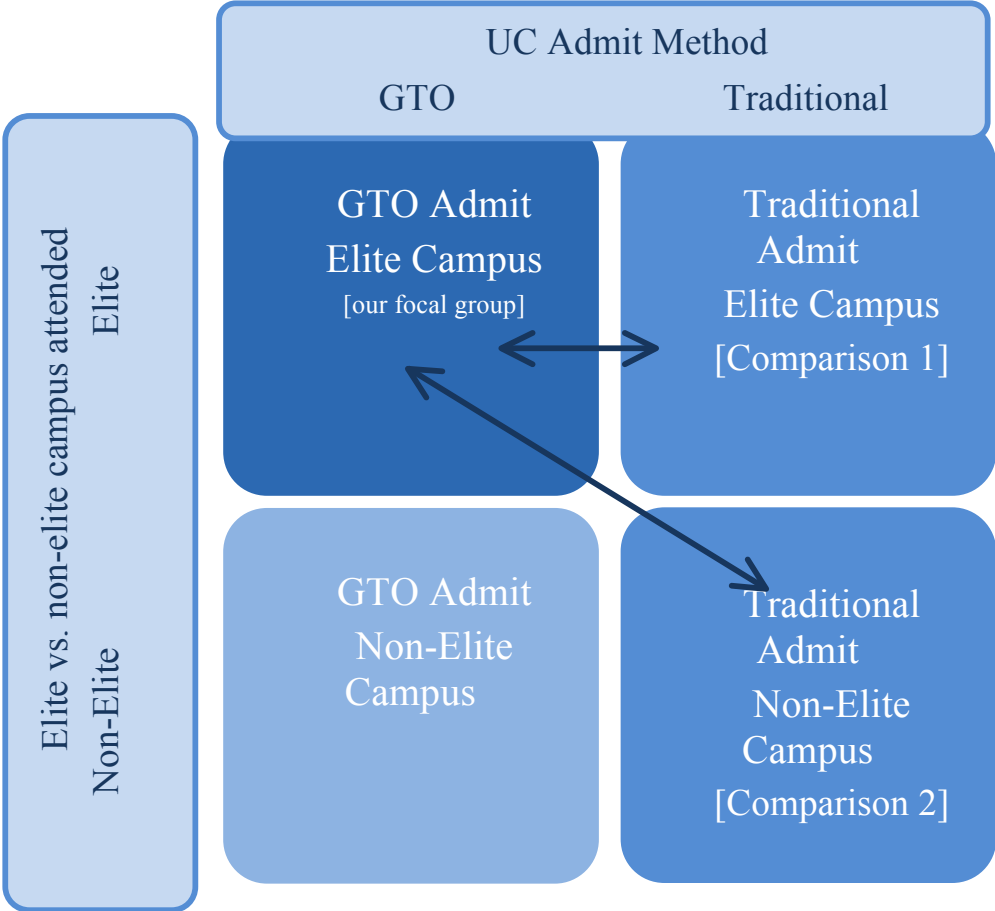 UC Admit Method
GTO Traditional
Elite vs. non-elite campus attended
Elite
Non-Elite
GTO Admit
Elite Campus
[our focal group]
Traditional
Admit
Elite Campus
[Comparison 1]
GTO Admit
Non-Elite
Campus
Traditional
Admit
Non-Elite
Campus
[Comparison 2]